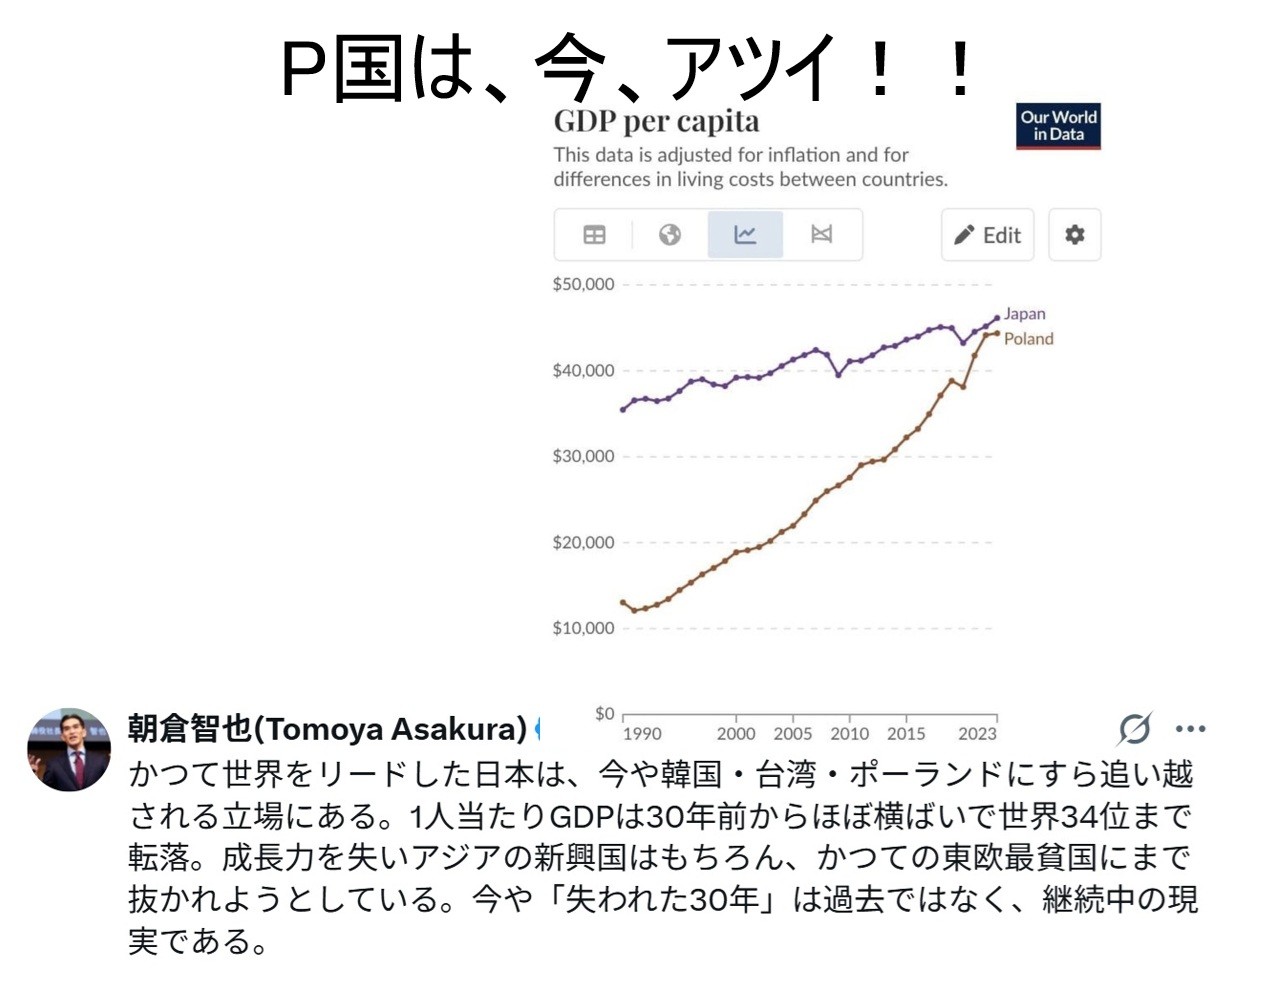 P国は、今、アツイ！！
GDP per capita
Our World
in Data
This data is adjusted for inflation and for
differences in living costs between countries.
Edit
$50,000
Japan
Poland
$40,000
$30,000
$20,000
$10,000
$0
1990 2000 2005 2010 2015 2023
朝倉智也(Tomoya Asakura)
かつて世界をリードした日本は、今や韓国・台湾・ポーランドにすら追い越
される立場にある。1人当たりGDPは30年前からほぼ横ばいで世界34位まで
転落。成長力を失いアジアの新興国はもちろん、かつての東欧最貧国にまで
抜かれようとしている。今や「失われた30年」は過去ではなく、継続中の現
実である。